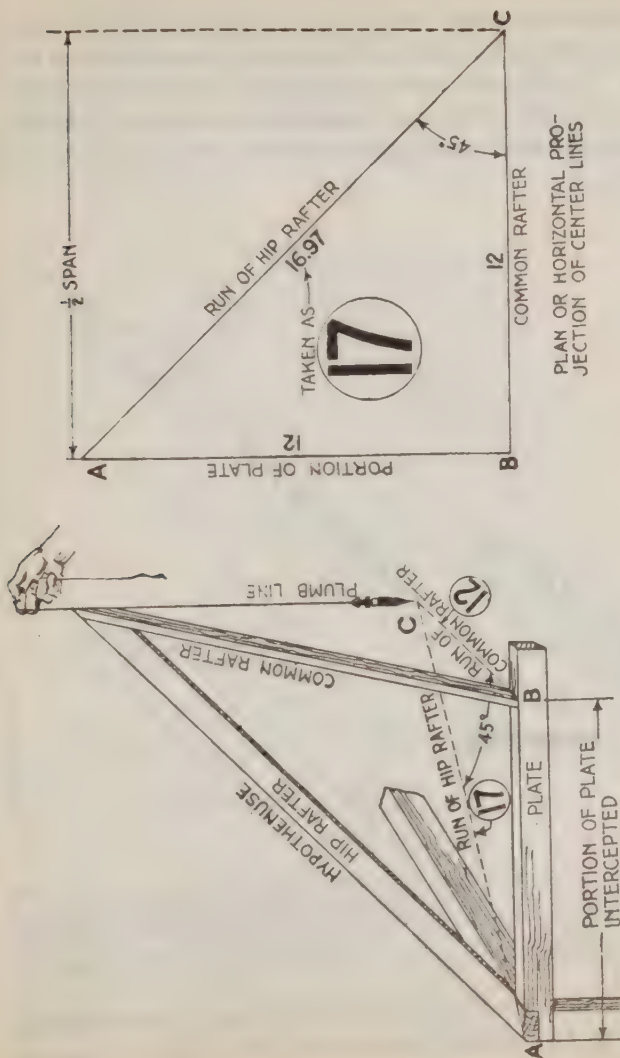 HYPOTHENUSE
HIP RAFTER
COMMON RAFTER
PLUMB LINE
C
RUN OF
COMMON RAFTER
12
RUN OF HIP RAFTER
45°
17
B
PLATE
A
PORTION OF PLATE
INTERCEPTED
½ SPAN
A
C
RUN OF HIP RAFTER
16.97
TAKEN AS
17
45°
12
PORTION OF PLATE
B
12
COMMON RAFTER
PLAN OR HORIZONTAL PRO-
JECTION OF CENTER LINES